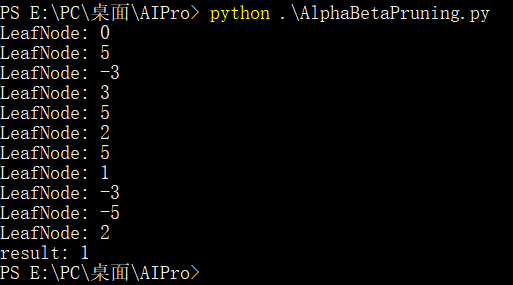 PS E:\PC\桌面\AIPro> python .\AlphaBetaPruning.py
LeafNode: 0
LeafNode: 5
LeafNode: -3
LeafNode: 3
LeafNode: 5
LeafNode: 2
LeafNode: 5
LeafNode: 1
LeafNode: -3
LeafNode: -5
LeafNode: 2
result: 1
PS E:\PC\桌面\AIPro>